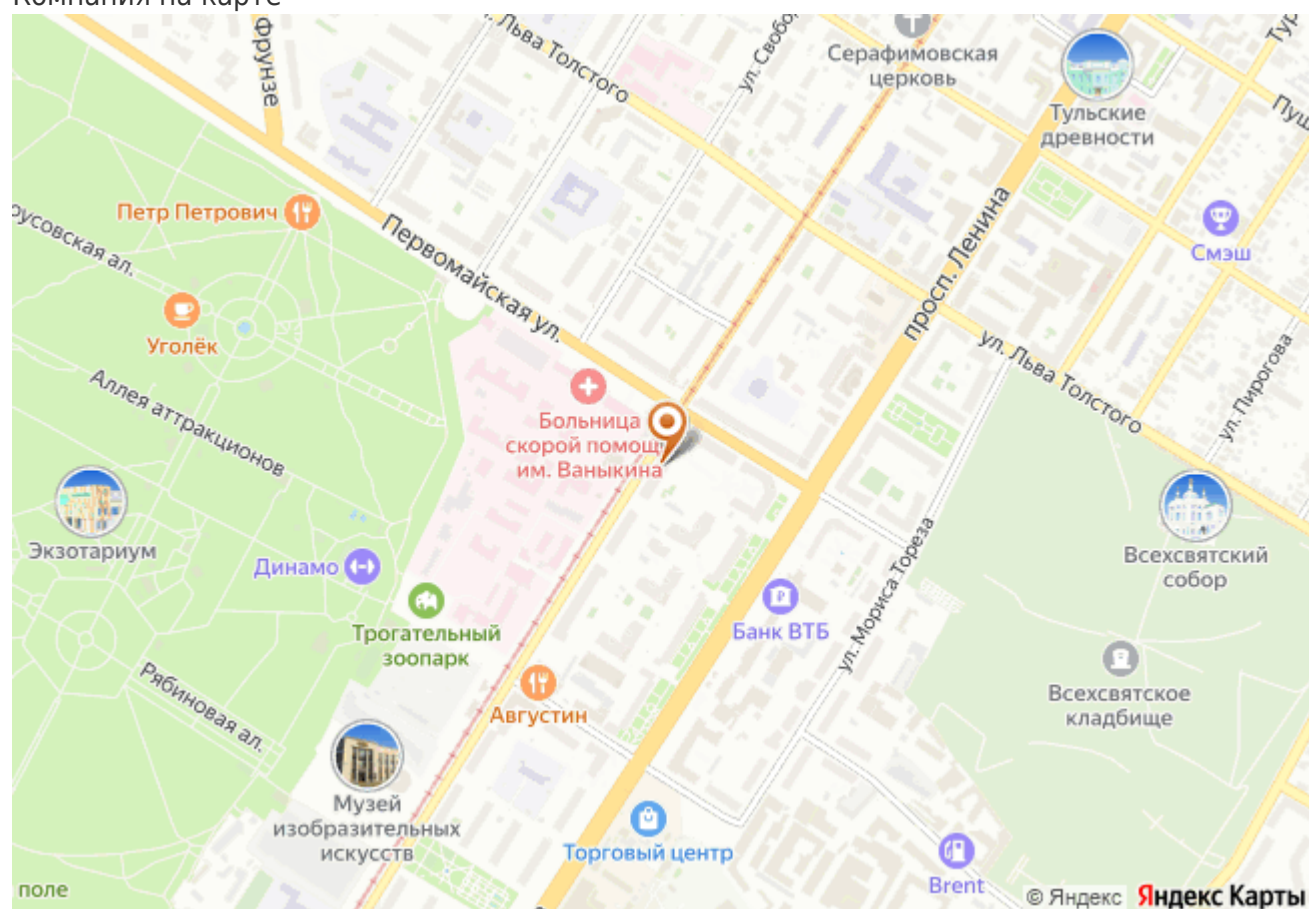 Компания на карте
ул. Льва Толстого
ул. Свобо
Серафимовская
церковь
Фрунзе
Тульские
древности
Тур
Пуш
Петр Петрович
русовская ал.
Первомайская ул.
просп. Ленина
Смэш
Уголёк
ул. Льва Толстого
ул. Пирогова
Аллея аттракционов
Больница
скорой помощи
им. Ваныкина
Экзотариум
Динамо
Всехсвятский
собор
ул. Мориса Тореза
Трогательный
зоопарк
Банк ВТБ
Рябиновая ал.
Августин
Всехсвятское
кладбище
Музей
изобразительных
искусств
Торговый центр
Brent
поле
© Яндекс Яндекс Карты